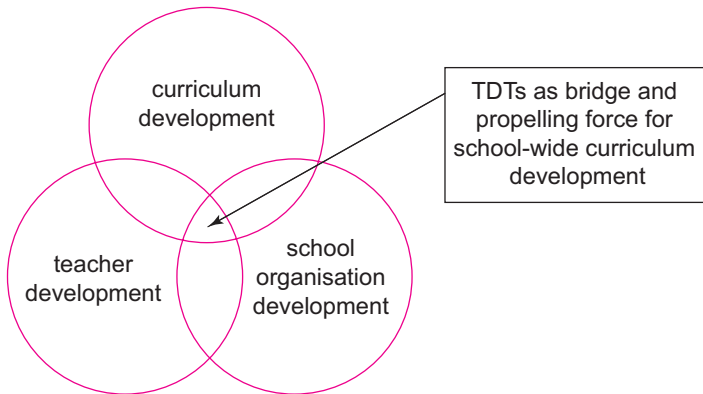 curriculum
development
TDTs as bridge and
propelling force for
school-wide curriculum
development
teacher
development
school
organisation
development